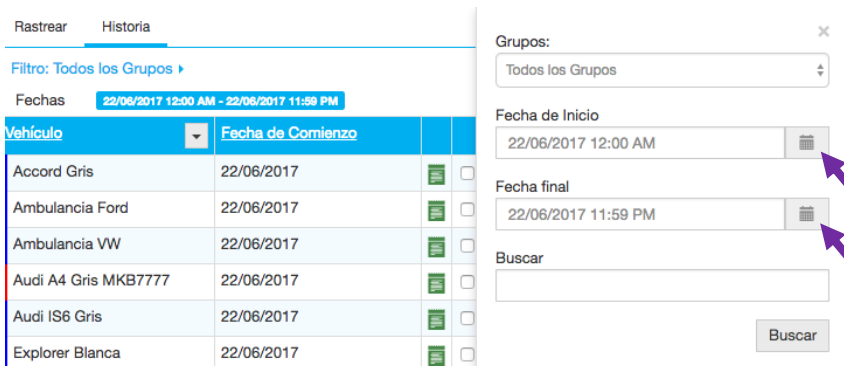 Rastrear Historia
Filtro: Todos los Grupos
Fechas 22/06/2017 12:00 AM - 22/06/2017 11:59 PM
Vehículo Fecha de Comienzo
Accord Gris 22/06/2017
Ambulancia Ford 22/06/2017
Ambulancia VW 22/06/2017
Audi A4 Gris MKB7777 22/06/2017
Audi IS6 Gris 22/06/2017
Explorer Blanca 22/06/2017
Grupos:
Todos los Grupos
Fecha de Inicio
22/06/2017 12:00 AM
Fecha final
22/06/2017 11:59 PM
Buscar
Buscar